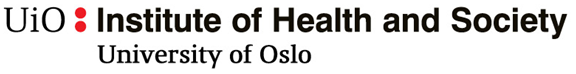 UiO : Institute of Health and Society
University of Oslo